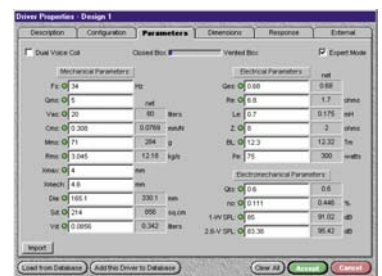 Driver Properties - Design 1
Description Configuration Parameters Dimensions Response External
Dual Voice Coil Closed Box Vented Box Expert Mode
Mechanical Parameters
Fs: 34 Hz
Qms: 5 net
Vas: 20 80 liters
Cms: 0.308 0.0769 mm/N
Mms: 71 284 g
Rms: 3.045 12.18 kg/s
Xmax: 4 mm
Xmech: 4.8 mm
Dia: 165.1 330.1 mm
Sd: 214 856 sq.cm
Vd: 0.0856 0.342 liters
Import
Electrical Parameters
net
Qes: 0.68 0.68
Re: 6.8 1.7 ohms
Le: 0.7 0.175 mH
Z: 8 2 ohms
BL: 12.3 12.32 Tm
Pe: 75 300 watts
Electromechanical Parameters
Qts: 0.6 0.6
no: 0.111 0.446 %
1-W SPL: 85 91.02 dB
2.8-V SPL: 83.38 95.42 dB
Load from Database Add this Driver to Database Clear All Accept Cancel